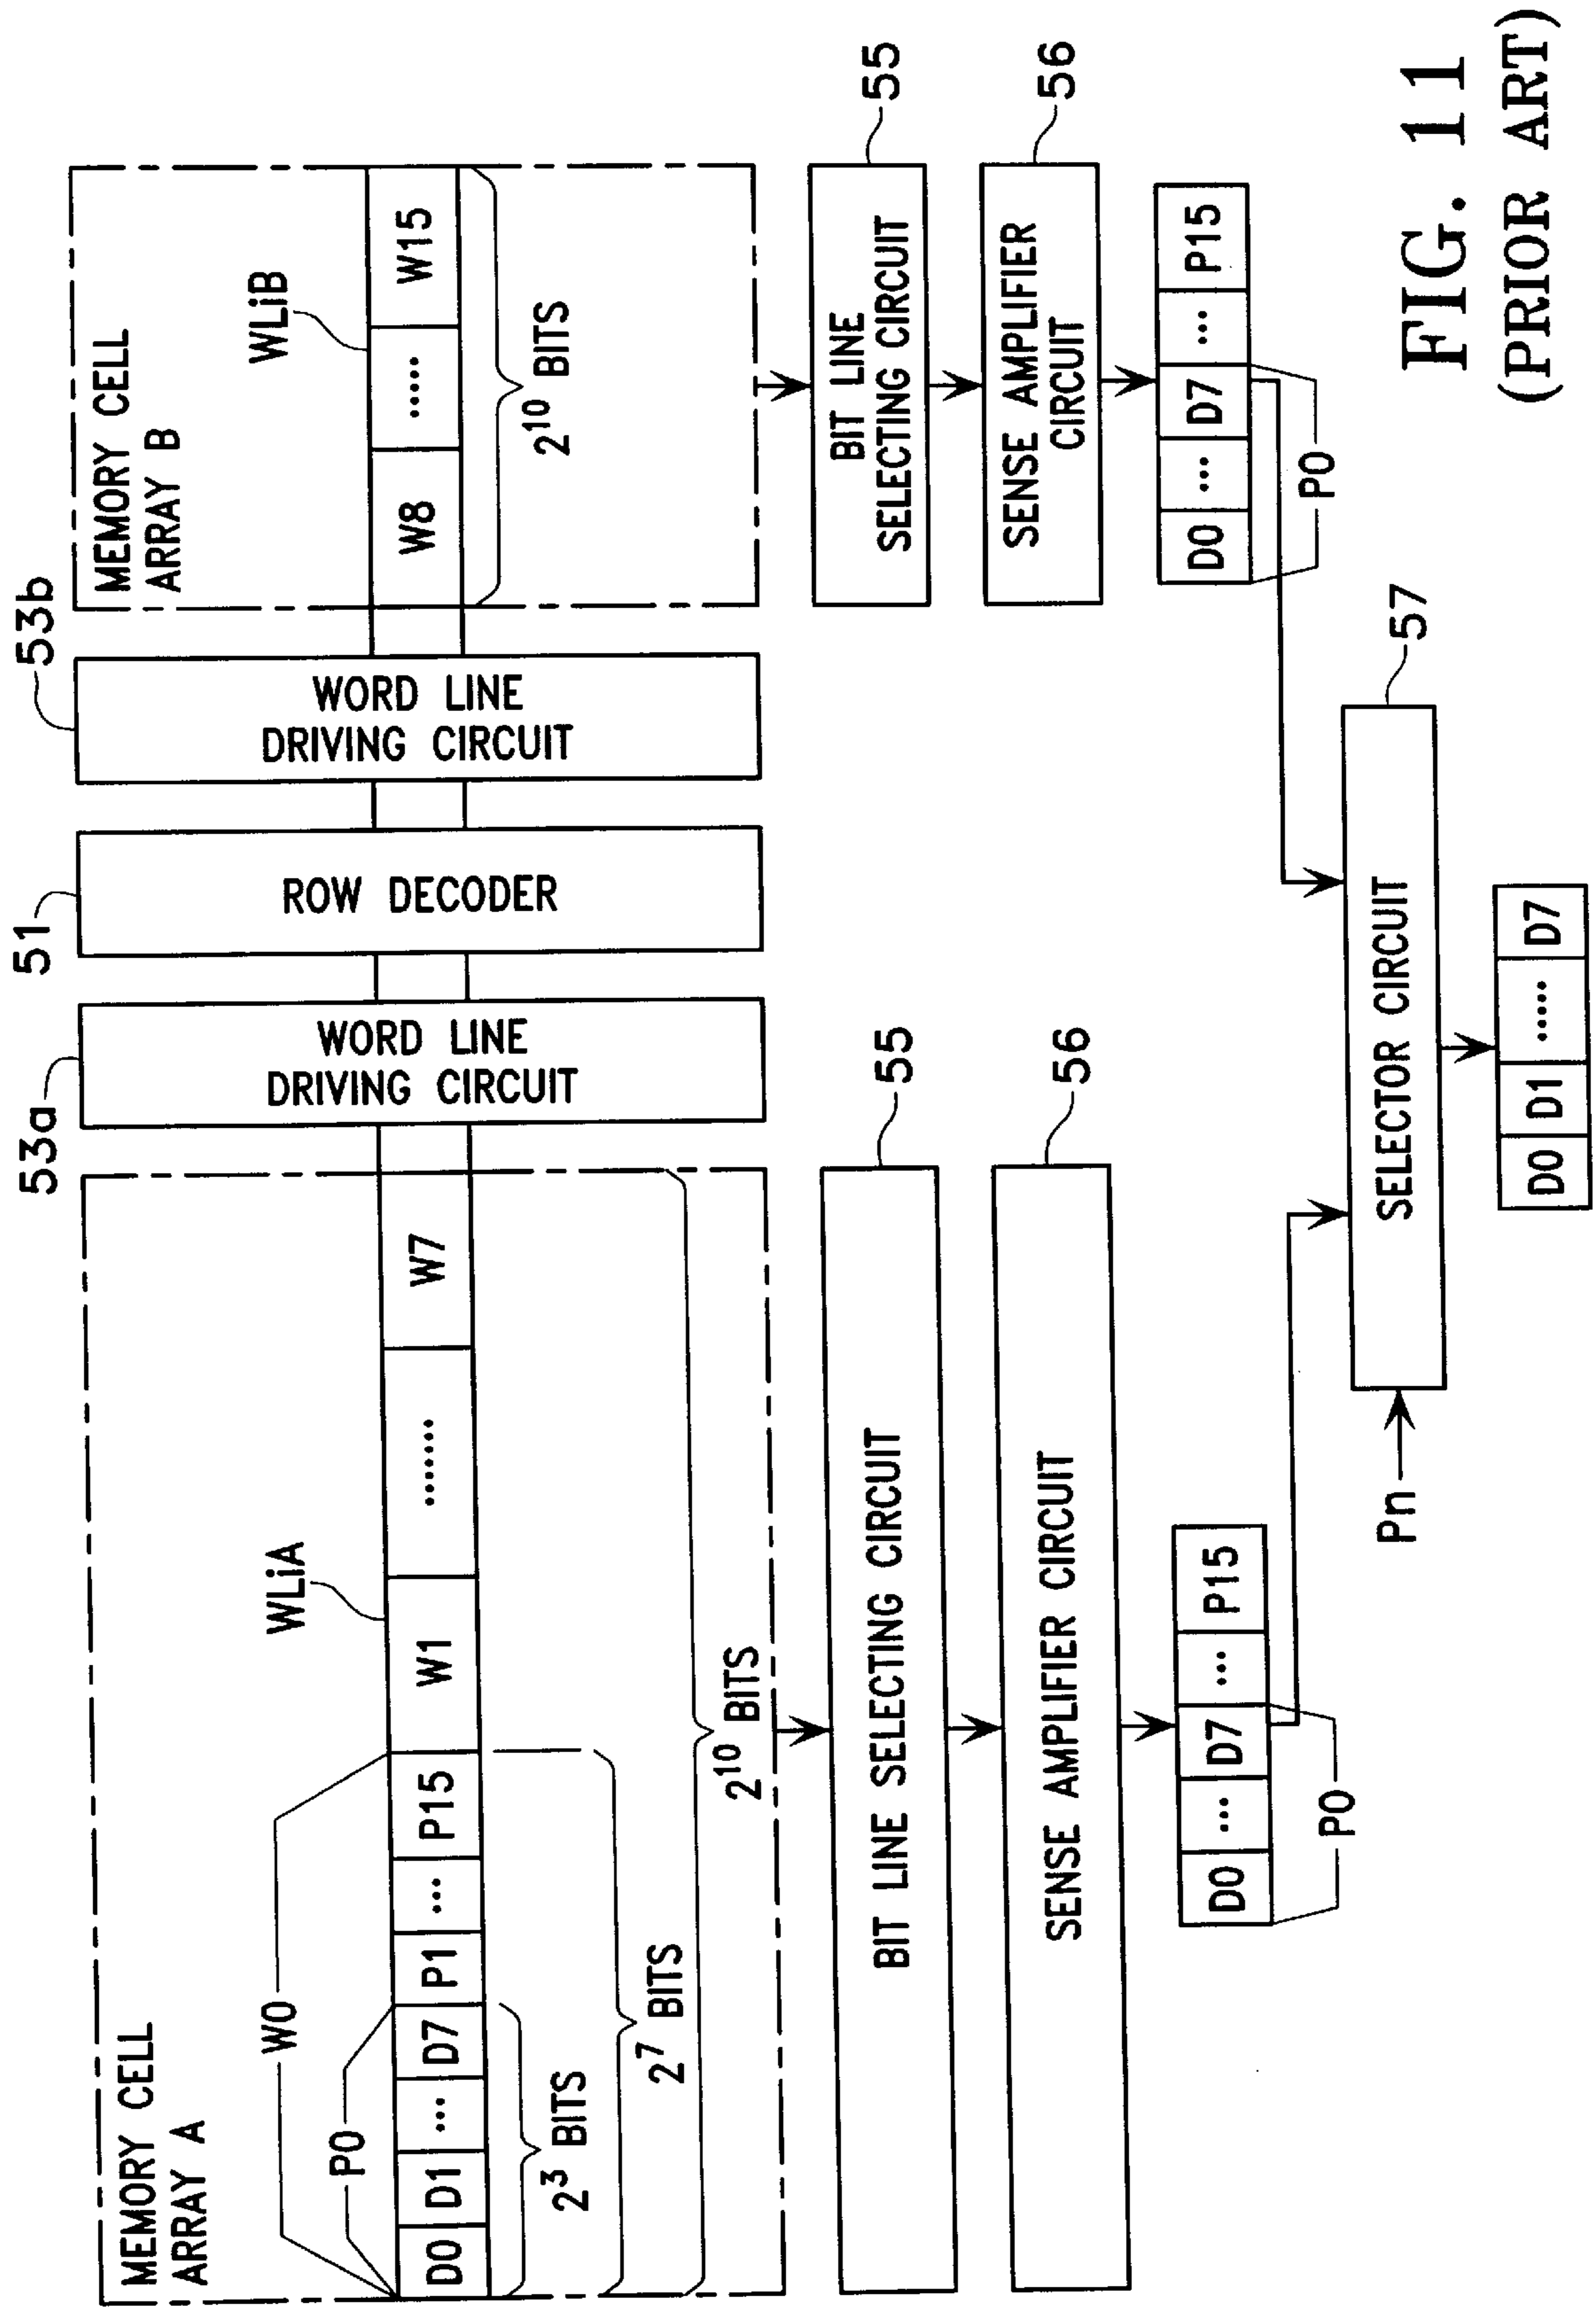 53a
51
53b
MEMORY CELL
ARRAY A
WORD LINE
DRIVING CIRCUIT
ROW DECODER
WORD LINE
DRIVING CIRCUIT
MEMORY CELL
ARRAY B
W0
P0
WLiA
WLiB
D0 D1 ... D7 P1 ... P15 W1 ....... W7
W8 ...... W15
2^3 BITS
2^7 BITS
2^10 BITS
2^10 BITS
BIT LINE SELECTING CIRCUIT
55
BIT LINE
SELECTING CIRCUIT
55
SENSE AMPLIFIER CIRCUIT
56
SENSE AMPLIFIER
CIRCUIT
56
D0 ... D7 ... P15
P0
D0 ... D7 ... P15
P0
Pn
SELECTOR CIRCUIT
57
D0 D1 ...... D7
FIG. 11
(PRIOR ART)